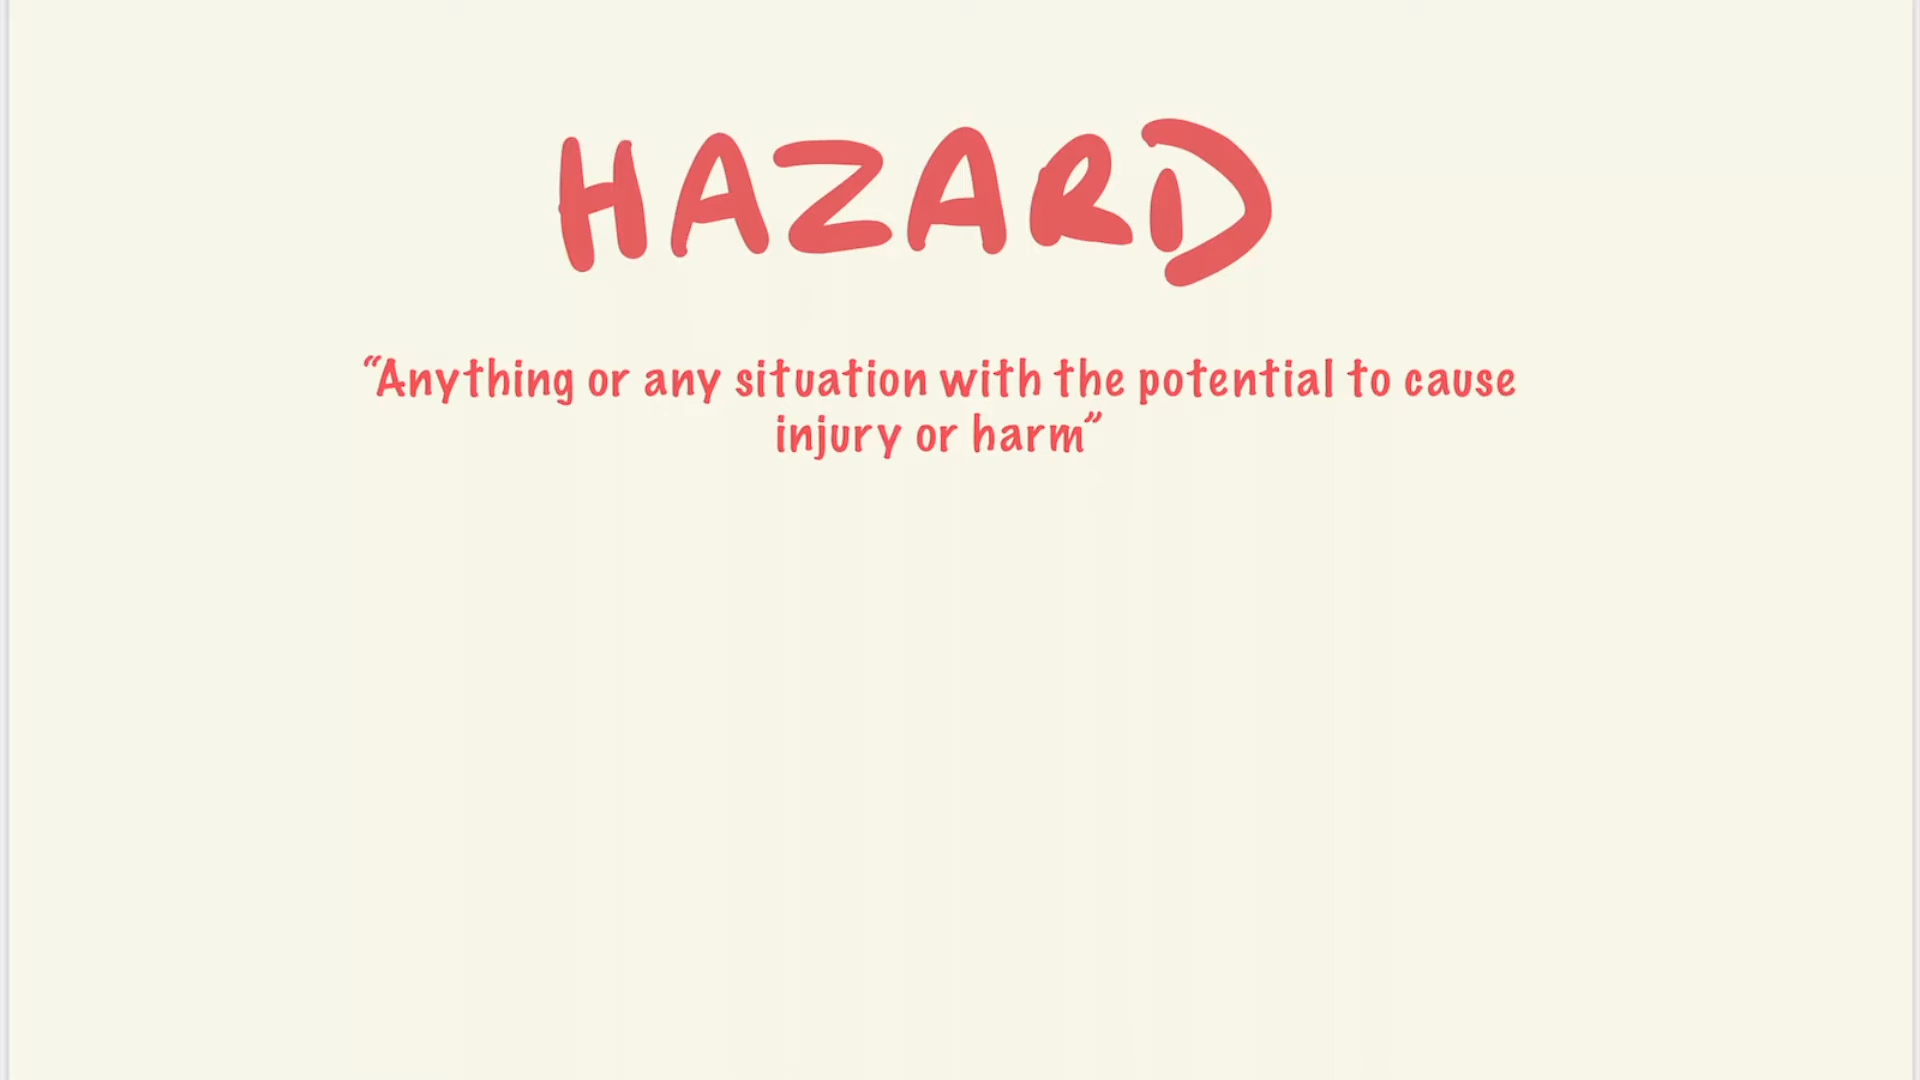 HAZARD
“Anything or any situation with the potential to cause
injury or harm”